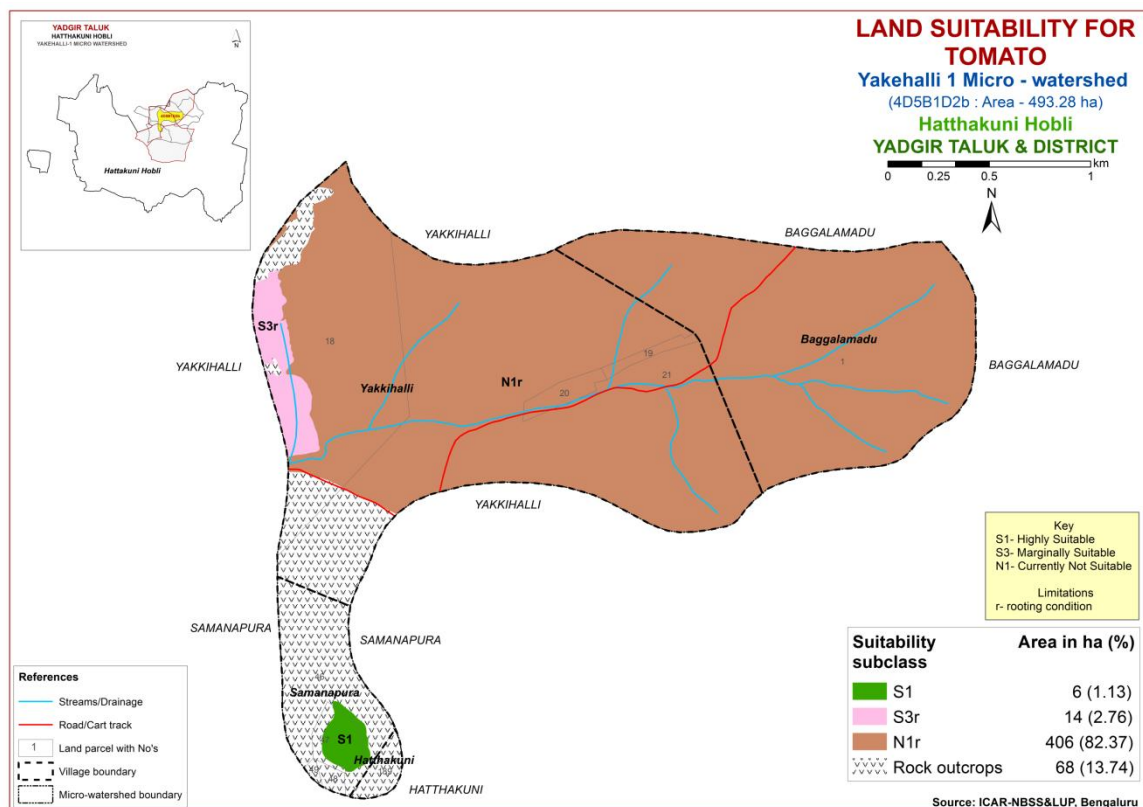 YADGIR TALUK
HATTHAKUNI HOBLI
YAKEHALLI-1 MICRO WATERSHED
N
Hattakuni Hobli
LAND SUITABILITY FOR
TOMATO
Yakehalli 1 Micro - watershed
(4D5B1D2b : Area - 493.28 ha)
Hatthakuni Hobli
YADGIR TALUK & DISTRICT
km
0 0.25 0.5 1
N
YAKKIHALLI
BAGGALAMADU
S3r
18
YAKKIHALLI
Yakkihalli
N1r
19
20
21
Baggalamadu
1
BAGGALAMADU
YAKKIHALLI
SAMANAPURA
SAMANAPURA
46
Samanapura
S1
Hatthakuni
49
48
HATTHAKUNI
Key
S1- Highly Suitable
S3- Marginally Suitable
N1- Currently Not Suitable
Limitations
r- rooting condition
Suitability
subclass
Area in ha (%)
S1 6 (1.13)
S3r 14 (2.76)
N1r 406 (82.37)
Rock outcrops 68 (13.74)
References
Streams/Drainage
Road/Cart track
1 Land parcel with No's
Village boundary
Micro-watershed boundary
Source: ICAR-NBSS&LUP, Bengaluru